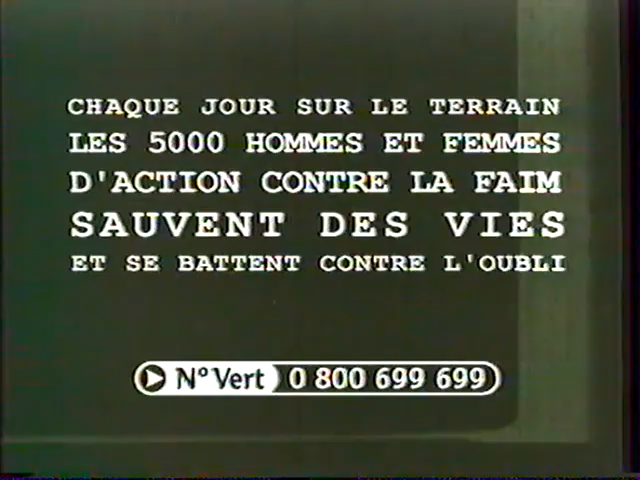 CHAQUE JOUR SUR LE TERRAIN
LES 5000 HOMMES ET FEMMES
D'ACTION CONTRE LA FAIM
SAUVENT DES VIES
ET SE BATTENT CONTRE L'OUBLI
N° Vert 0 800 699 699